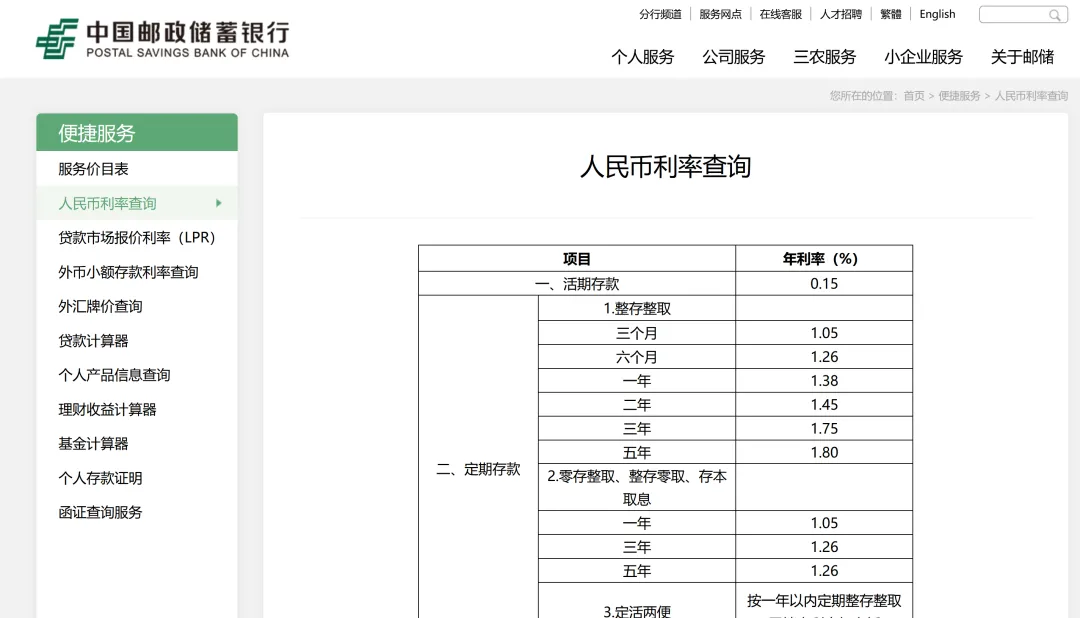 中国邮政储蓄银行
POSTAL SAVINGS BANK OF CHINA
分行频道 服务网点 在线客服 人才招聘 繁體 English
个人服务 公司服务 三农服务 小企业服务 关于邮储
您所在的位置：首页 > 便捷服务 > 人民币利率查询
便捷服务
服务价目表
人民币利率查询
贷款市场报价利率（LPR）
外币小额存款利率查询
外汇牌价查询
贷款计算器
个人产品信息查询
理财收益计算器
基金计算器
个人存款证明
函证查询服务
人民币利率查询
项目 年利率（%）
一、活期存款 0.15
二、定期存款
1.整存整取
三个月 1.05
六个月 1.26
一年 1.38
二年 1.45
三年 1.75
五年 1.80
2.零存整取、整存零取、存本
取息
一年 1.05
三年 1.26
五年 1.26
3.定活两便
按一年以内定期整存整取